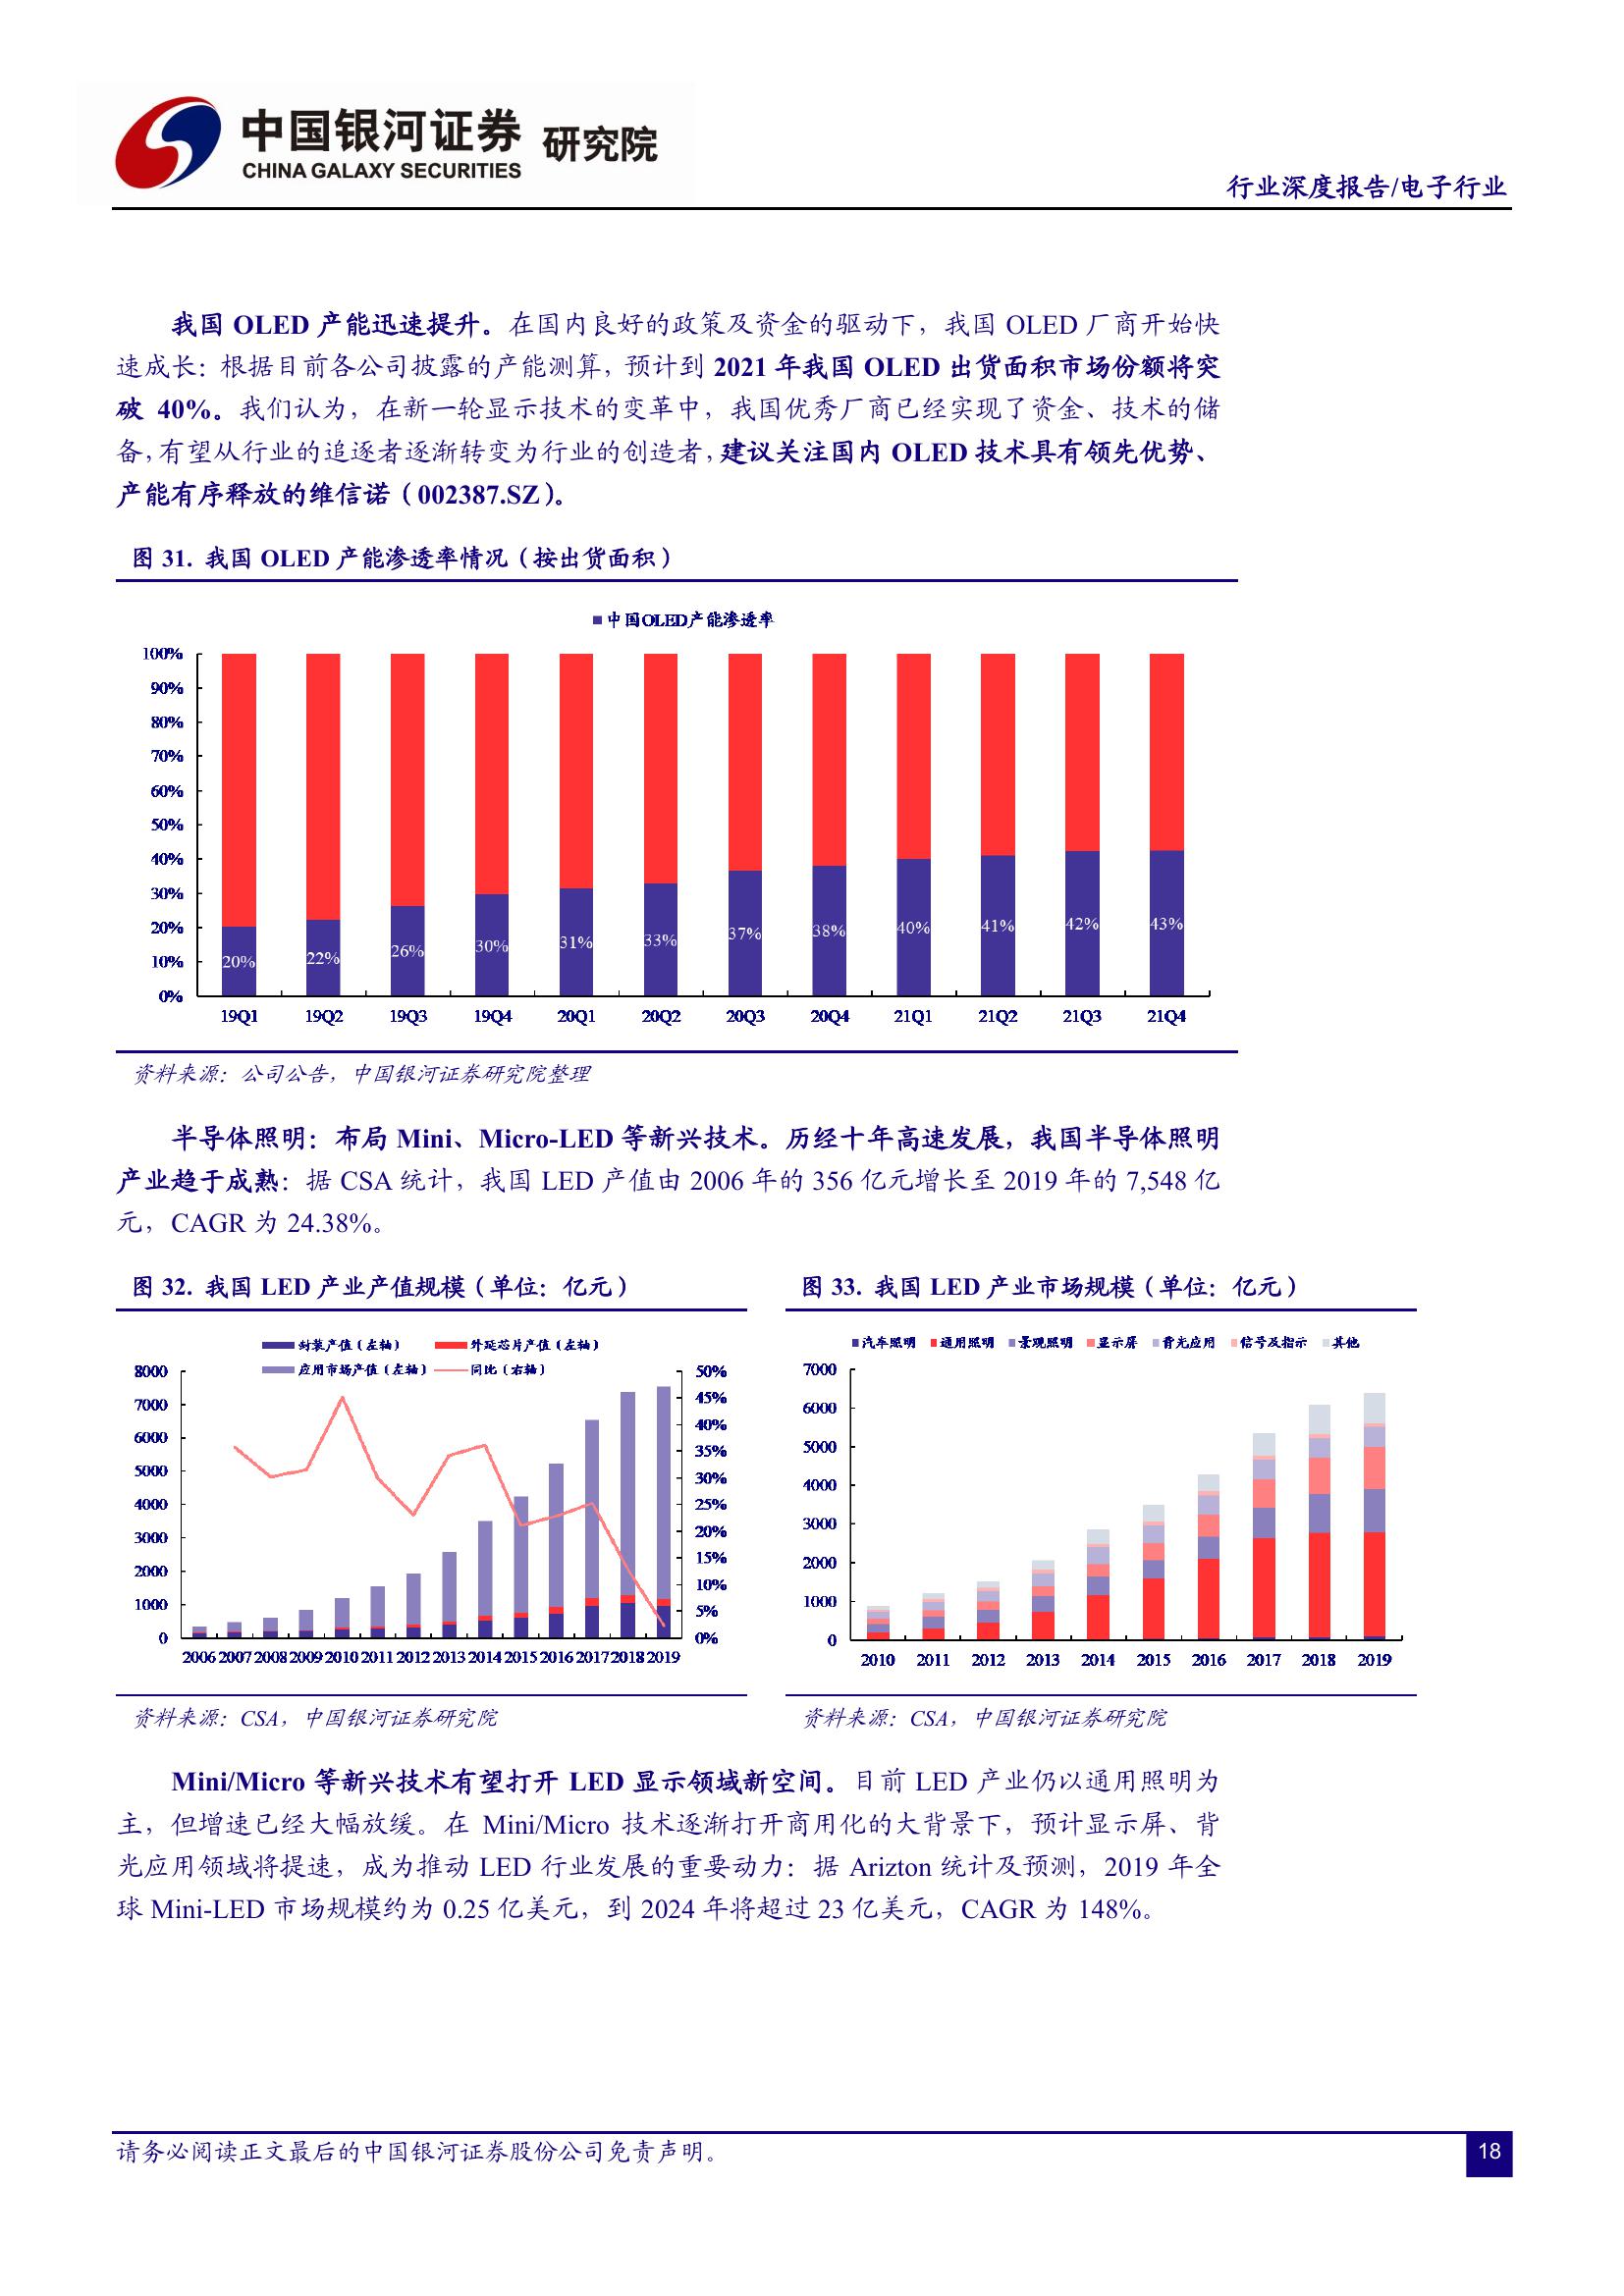 中国银河证券 研究院
CHINA GALAXY SECURITIES
行业深度报告/电子行业
我国 OLED 产能迅速提升。在国内良好的政策及资金的驱动下，我国 OLED 厂商开始快
速成长：根据目前各公司披露的产能测算，预计到 2021 年我国 OLED 出货面积市场份额将突
破 40%。我们认为，在新一轮显示技术的变革中，我国优秀厂商已经实现了资金、技术的储
备，有望从行业的追逐者逐渐转变为行业的创造者，建议关注国内 OLED 技术具有领先优势、
产能有序释放的维信诺（002387.SZ）。
图 31. 我国 OLED 产能渗透率情况（按出货面积）
中国OLED产能渗透率
100%
90%
80%
70%
60%
50%
40%
30%
20%
10%
0%
20% 22% 26% 30% 31% 33% 37% 38% 40% 41% 42% 43%
19Q1 19Q2 19Q3 19Q4 20Q1 20Q2 20Q3 20Q4 21Q1 21Q2 21Q3 21Q4
资料来源：公司公告，中国银河证券研究院整理
半导体照明：布局 Mini、Micro-LED 等新兴技术。历经十年高速发展，我国半导体照明
产业趋于成熟：据 CSA 统计，我国 LED 产值由 2006 年的 356 亿元增长至 2019 年的 7,548 亿
元，CAGR 为 24.38%。
图 32. 我国 LED 产业产值规模（单位：亿元）
封装产值（左轴） 外延芯片产值（左轴）
应用市场产值（左轴） 同比（右轴）
8000 50%
7000 45%
6000 40%
5000 35%
4000 30%
3000 25%
2000 20%
1000 15%
0 10%
5%
0%
2006 2007 2008 2009 2010 2011 2012 2013 2014 2015 2016 2017 2018 2019
资料来源：CSA，中国银河证券研究院
图 33. 我国 LED 产业市场规模（单位：亿元）
汽车照明 通用照明 景观照明 显示屏 背光应用 信号及指示 其他
7000
6000
5000
4000
3000
2000
1000
0
2010 2011 2012 2013 2014 2015 2016 2017 2018 2019
资料来源：CSA，中国银河证券研究院
Mini/Micro 等新兴技术有望打开 LED 显示领域新空间。目前 LED 产业仍以通用照明为
主，但增速已经大幅放缓。在 Mini/Micro 技术逐渐打开商用化的大背景下，预计显示屏、背
光应用领域将提速，成为推动 LED 行业发展的重要动力：据 Arizton 统计及预测，2019 年全
球 Mini-LED 市场规模约为 0.25 亿美元，到 2024 年将超过 23 亿美元，CAGR 为 148%。
请务必阅读正文最后的中国银河证券股份公司免责声明。
18